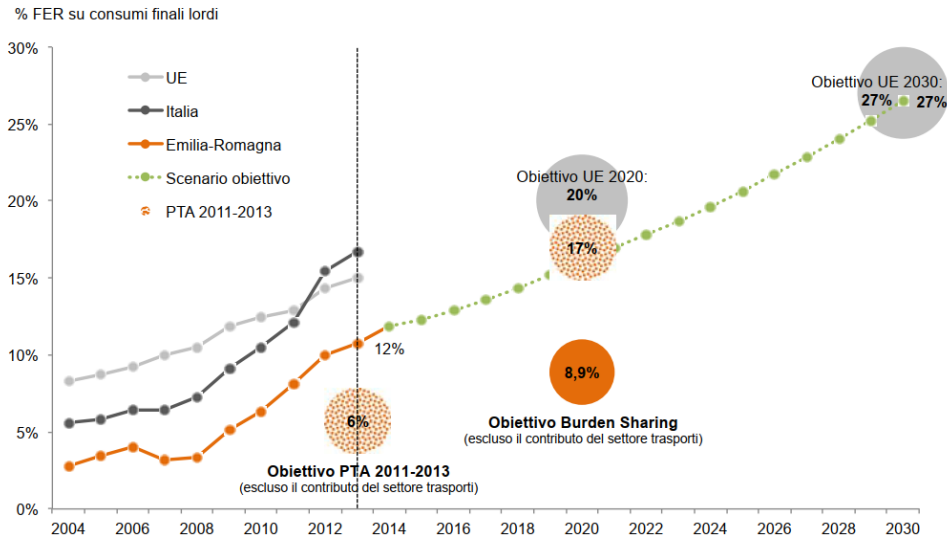 % FER su consumi finali lordi
30%
25%
20%
15%
10%
5%
0%
UE
Italia
Emilia-Romagna
Scenario obiettivo
PTA 2011-2013
Obiettivo UE 2030:
27% 27%
Obiettivo UE 2020:
20%
17%
12%
8,9%
Obiettivo Burden Sharing
(escluso il contributo del settore trasporti)
6%
Obiettivo PTA 2011-2013
(escluso il contributo del settore trasporti)
2004 2006 2008 2010 2012 2014 2016 2018 2020 2022 2024 2026 2028 2030